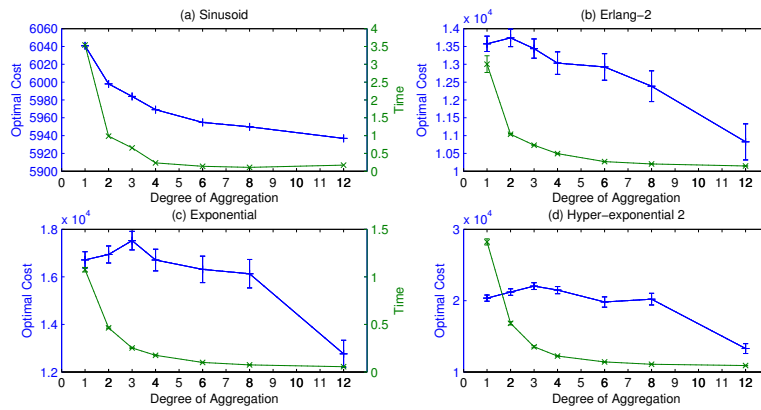 (a) Sinusoid
6060
6040
6020
6000
5980
5960
5940
5920
5900
Optimal Cost
4
3.5
3
2.5
2
1.5
1
0.5
0
Time
0 1 2 3 4 5 6 7 8 9 10 11 12
Degree of Aggregation
(b) Erlang−2
x 10⁴
1.4
1.35
1.3
1.25
1.2
1.15
1.1
1.05
1
Optimal Cost
0 1 2 3 4 5 6 7 8 9 10 11 12
Degree of Aggregation
(c) Exponential
x 10⁴
1.8
1.6
1.4
1.2
Optimal Cost
1.5
1
0.5
0
Time
0 1 2 3 4 5 6 7 8 9 10 11 12
Degree of Aggregation
(d) Hyper−exponential 2
x 10⁴
3
2
1
Optimal Cost
0 1 2 3 4 5 6 7 8 9 10 11 12
Degree of Aggregation